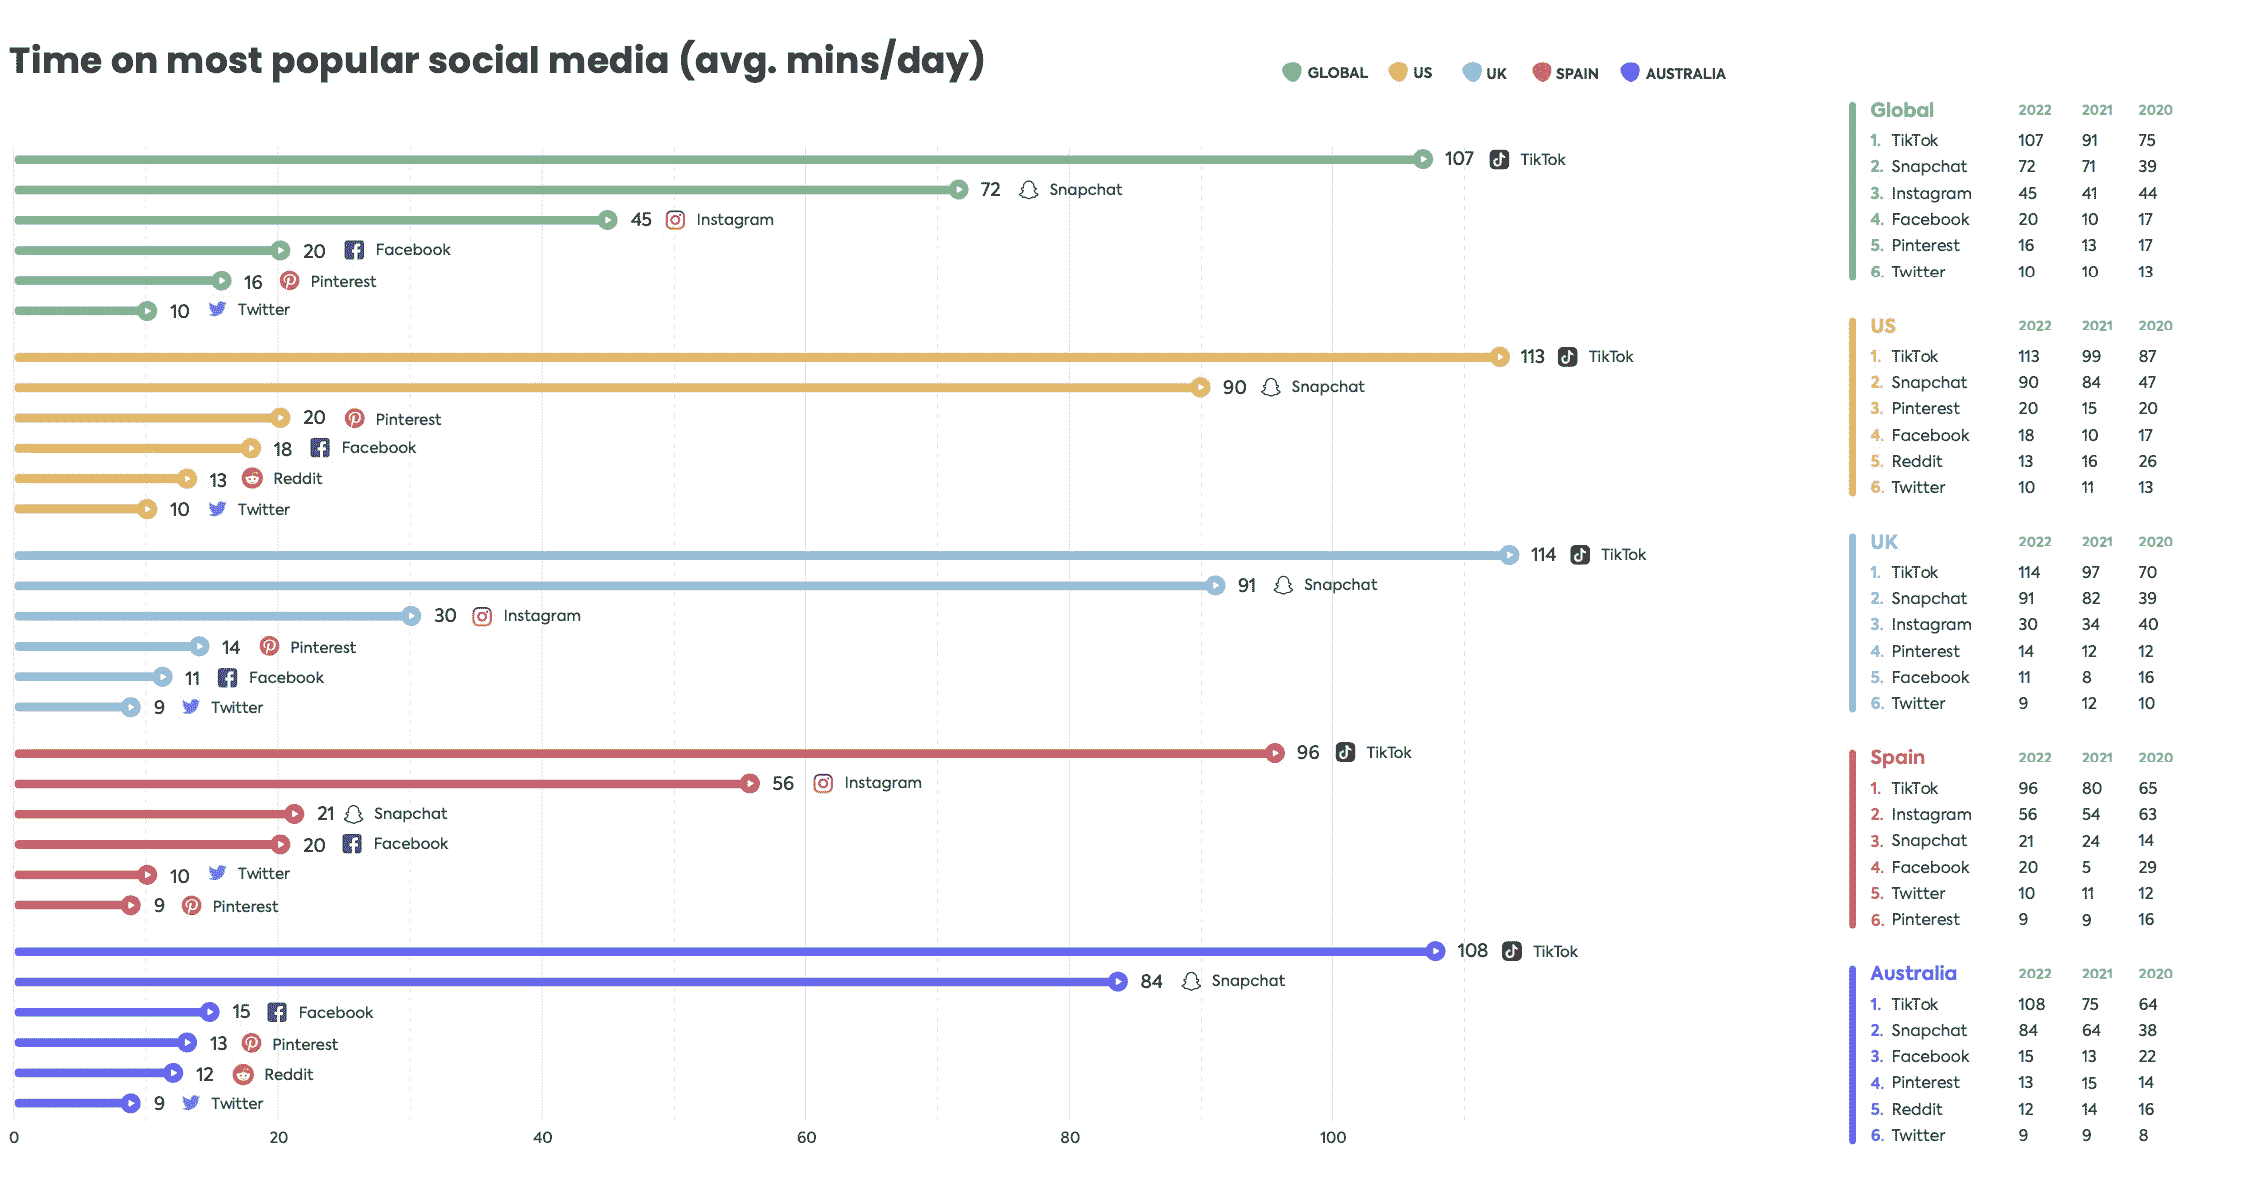 Time on most popular social media (avg. mins/day)
GLOBAL US UK SPAIN AUSTRALIA
107 TikTok
72 Snapchat
45 Instagram
20 Facebook
16 Pinterest
10 Twitter
113 TikTok
90 Snapchat
20 Pinterest
18 Facebook
13 Reddit
10 Twitter
114 TikTok
91 Snapchat
30 Instagram
14 Pinterest
11 Facebook
9 Twitter
96 TikTok
56 Instagram
21 Snapchat
20 Facebook
10 Twitter
9 Pinterest
108 TikTok
84 Snapchat
15 Facebook
13 Pinterest
12 Reddit
9 Twitter
0 20 40 60 80 100
Global 2022 2021 2020
1. TikTok 107 91 75
2. Snapchat 72 71 39
3. Instagram 45 41 44
4. Facebook 20 10 17
5. Pinterest 16 13 17
6. Twitter 10 10 13
US 2022 2021 2020
1. TikTok 113 99 87
2. Snapchat 90 84 47
3. Pinterest 20 15 20
4. Facebook 18 10 17
5. Reddit 13 16 26
6. Twitter 10 11 13
UK 2022 2021 2020
1. TikTok 114 97 70
2. Snapchat 91 82 39
3. Instagram 30 34 40
4. Pinterest 14 12 12
5. Facebook 11 8 16
6. Twitter 9 12 10
Spain 2022 2021 2020
1. TikTok 96 80 65
2. Instagram 56 54 63
3. Snapchat 21 24 14
4. Facebook 20 5 29
5. Twitter 10 11 12
6. Pinterest 9 9 16
Australia 2022 2021 2020
1. TikTok 108 75 64
2. Snapchat 84 64 38
3. Facebook 15 13 22
4. Pinterest 13 15 14
5. Reddit 12 14 16
6. Twitter 9 9 8